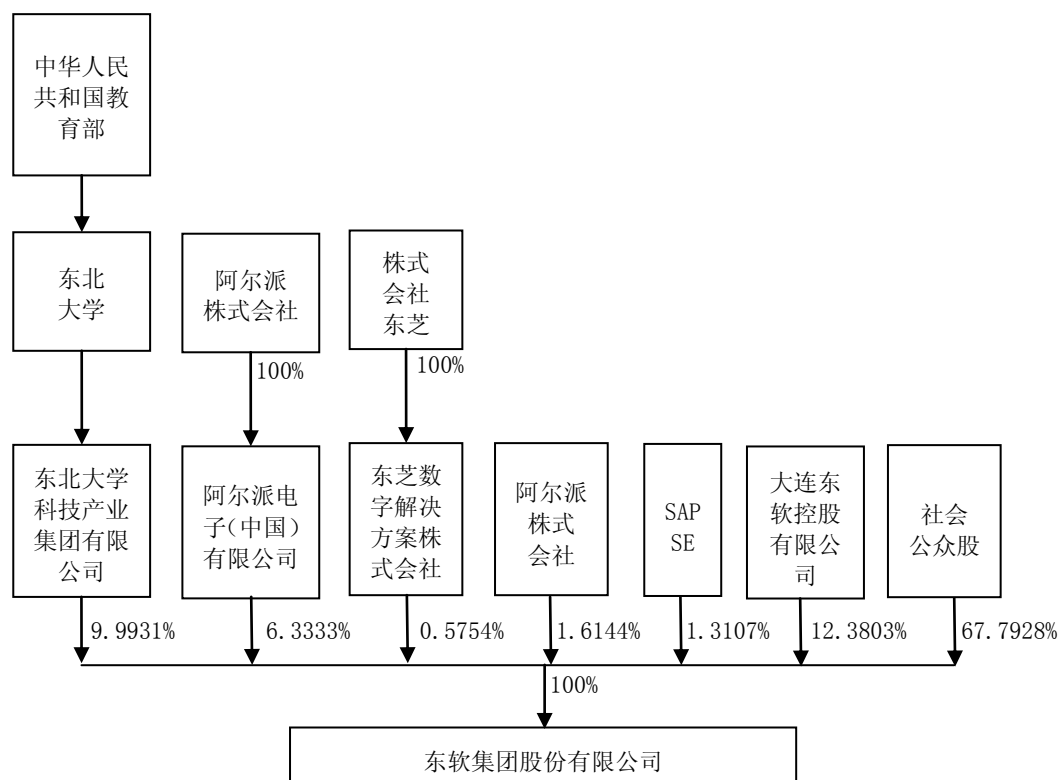 中华人民
共和国教
育部
东北
大学
阿尔派
株式会社
株式
会社
东芝
100%
100%
东北大学
科技产业
集团有限
公司
阿尔派电
子(中国)
有限公司
东芝数
字解决
方案株
式会社
阿尔派
株式
会社
SAP
SE
大连东
软控股
有限公
司
社会
公众股
9.9931%
6.3333%
0.5754%
1.6144%
1.3107%
12.3803%
67.7928%
100%
东软集团股份有限公司